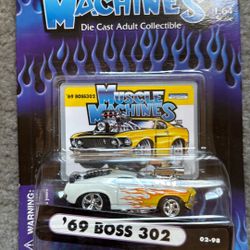 MACHINES
1:64
Die Cast Adult Collectible
'69 BOSS302
MUSCLE
MACHINES
'69 BOSS 302
02-98
WARNING: